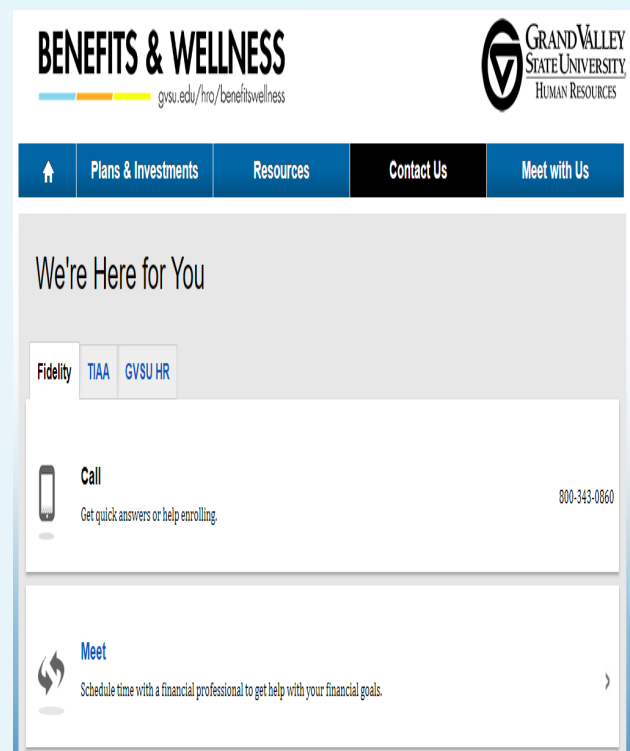 BENEFITS & WELLNESS
gvsu.edu/hro/benefitswellness
GRAND VALLEY
STATE UNIVERSITY
HUMAN RESOURCES
Plans & Investments
Resources
Contact Us
Meet with Us
We're Here for You
Fidelity
TIAA
GVSU HR
Call
Get quick answers or help enrolling.
800-343-0860
Meet
Schedule time with a financial professional to get help with your financial goals.